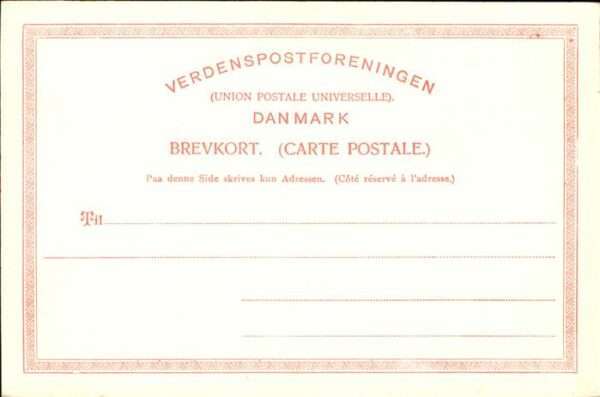 VERDENSPOSTFORENINGEN
(UNION POSTALE UNIVERSELLE).
DANMARK
BREVKORT. (CARTE POSTALE.)
Paa denne Side skrives kun Adressen. (Côté réservé à l'adresse.)
Til